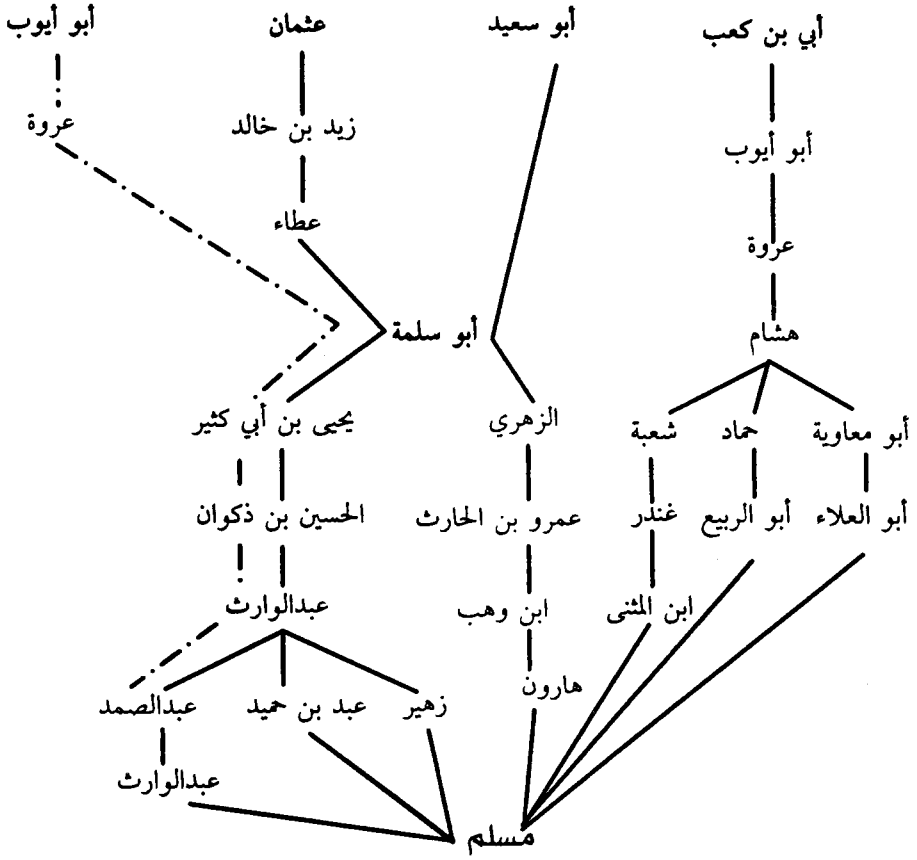 أبي بن كعب
أبو سعيد
عثمان
أبو أيوب
أبو أيوب
زيد بن خالد
عروة
عروة
عطاء
هشام
أبو سلمة
أبو معاوية
حماد
شعبة
الزهري
يحيى بن أبي كثير
أبو العلاء
أبو الربيع
غندر
عمرو بن الحارث
الحسين بن ذكوان
ابن المثنى
ابن وهب
عبدالوارث
هارون
زهير
عبد بن حميد
عبدالصمد
عبدالوارث
مسلم